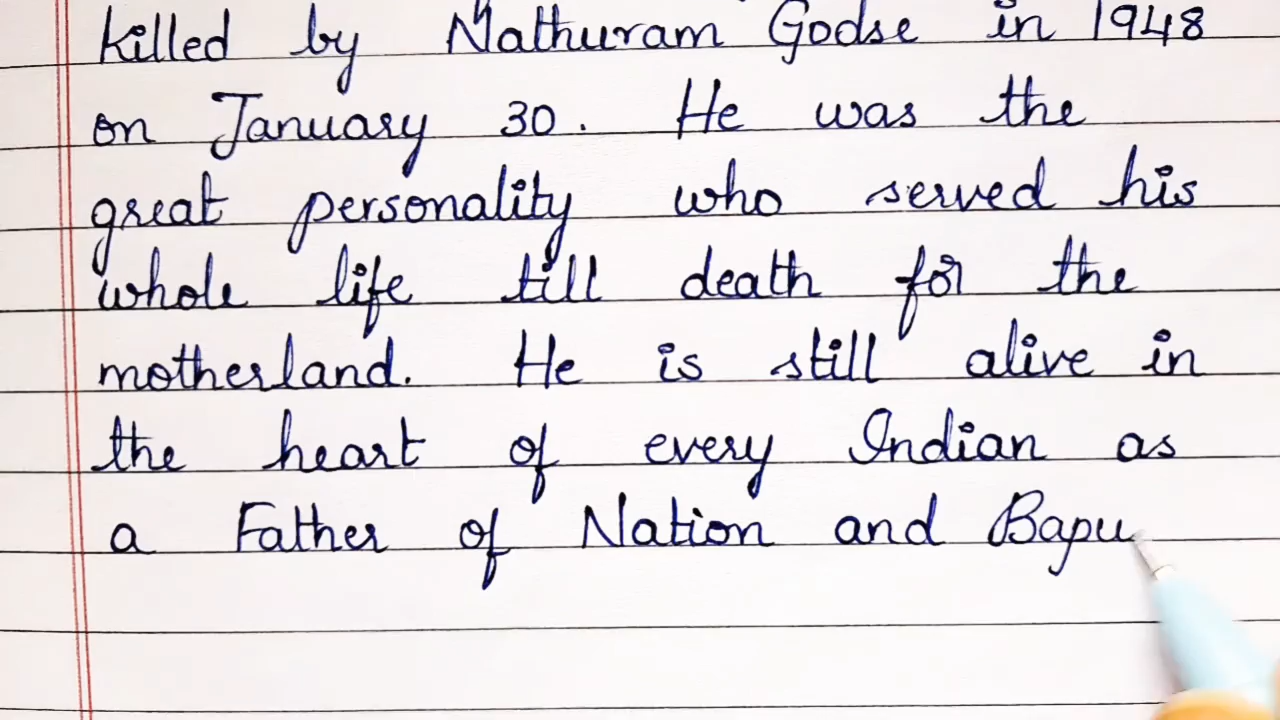 killed by Nathuram Godse in 1948
on January 30. He was the
great personality who served his
whole life till death for the
motherland. He is still alive in
the heart of every Indian as
a Father of Nation and Bapu